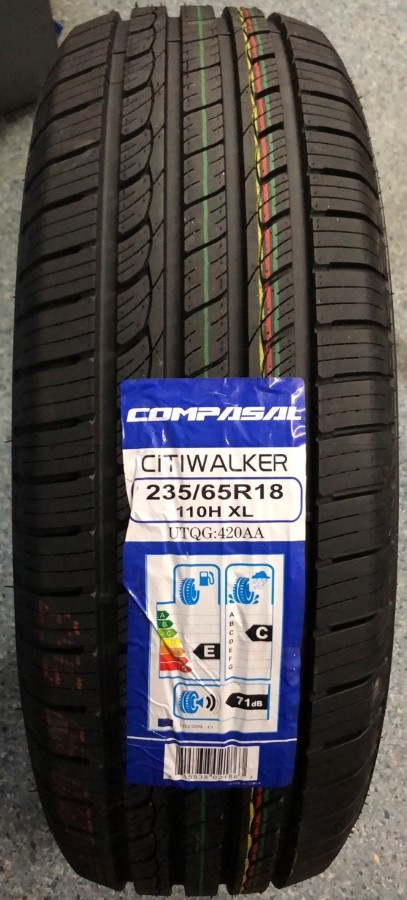 COMPASAL
CITIWALKER
235/65R18
110H XL
UTQG:420AA
A
B
C
E
A
B
C
D
E
F
G
C
71dB